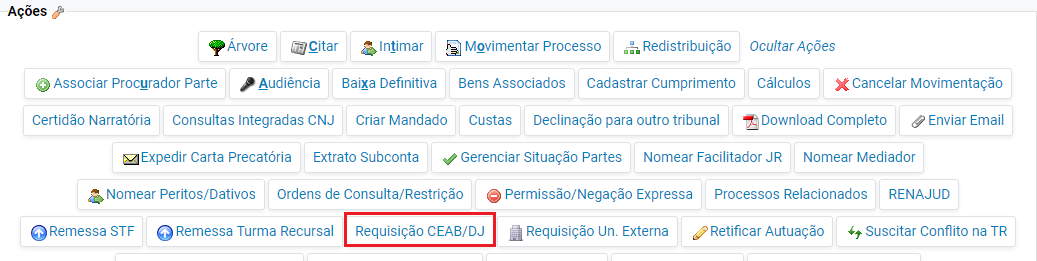 Ações
Árvore Citar Intimar Movimentar Processo Redistribuição Ocultar Ações
Associar Procurador Parte Audiência Baixa Definitiva Bens Associados Cadastrar Cumprimento Cálculos Cancelar Movimentação
Certidão Narratória Consultas Integradas CNJ Criar Mandado Custas Declinação para outro tribunal Download Completo Enviar Email
Expedir Carta Precatória Extrato Subconta Gerenciar Situação Partes Nomear Facilitador JR Nomear Mediador
Nomear Peritos/Dativos Ordens de Consulta/Restrição Permissão/Negação Expressa Processos Relacionados RENAJUD
Remessa STF Remessa Turma Recursal Requisição CEAB/DJ Requisição Un. Externa Retificar Autuação Suscitar Conflito na TR